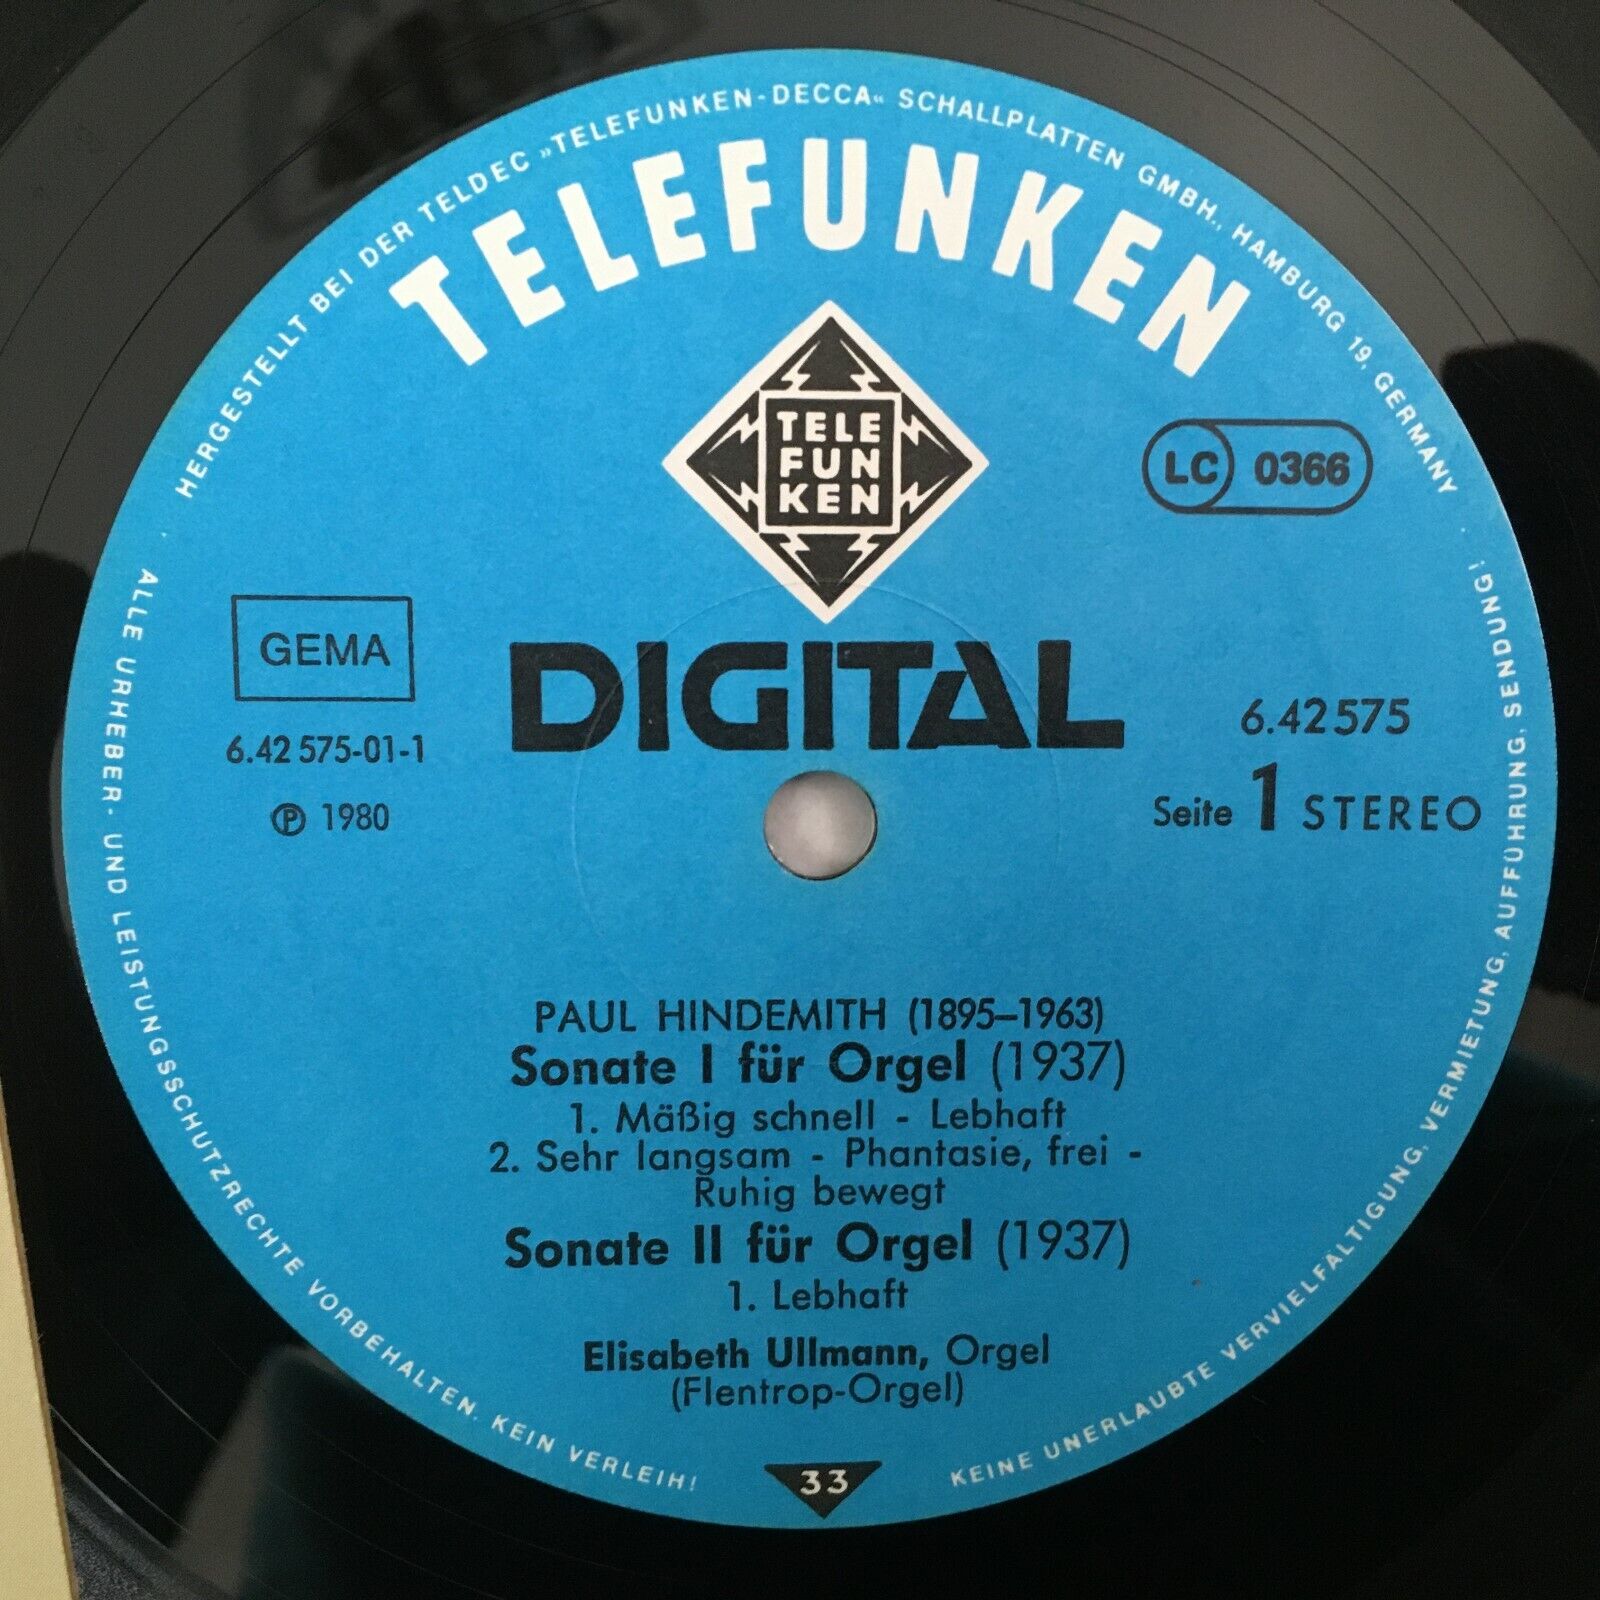 HERGESTELLT BEI DER TELDEC »TELEFUNKEN-DECCA« SCHALLPLATTEN GMBH., HAMBURG 19, GERMANY
TELEFUNKEN
TELE
FUN
KEN
LC 0366
GEMA
DIGITAL
6.42 575-01-1
℗ 1980
6.42575
Seite 1 STEREO
PAUL HINDEMITH (1895–1963)
Sonate I für Orgel (1937)
1. Mäßig schnell - Lebhaft
2. Sehr langsam - Phantasie, frei -
Ruhig bewegt
Sonate II für Orgel (1937)
1. Lebhaft
Elisabeth Ullmann, Orgel
(Flentrop-Orgel)
33
ALLE URHEBER- UND LEISTUNGSSCHUTZRECHTE VORBEHALTEN. KEIN VERLEIH!
KEINE UNERLAUBTE VERVIELFÄLTIGUNG, VERMIETUNG, AUFFÜHRUNG, SENDUNG!